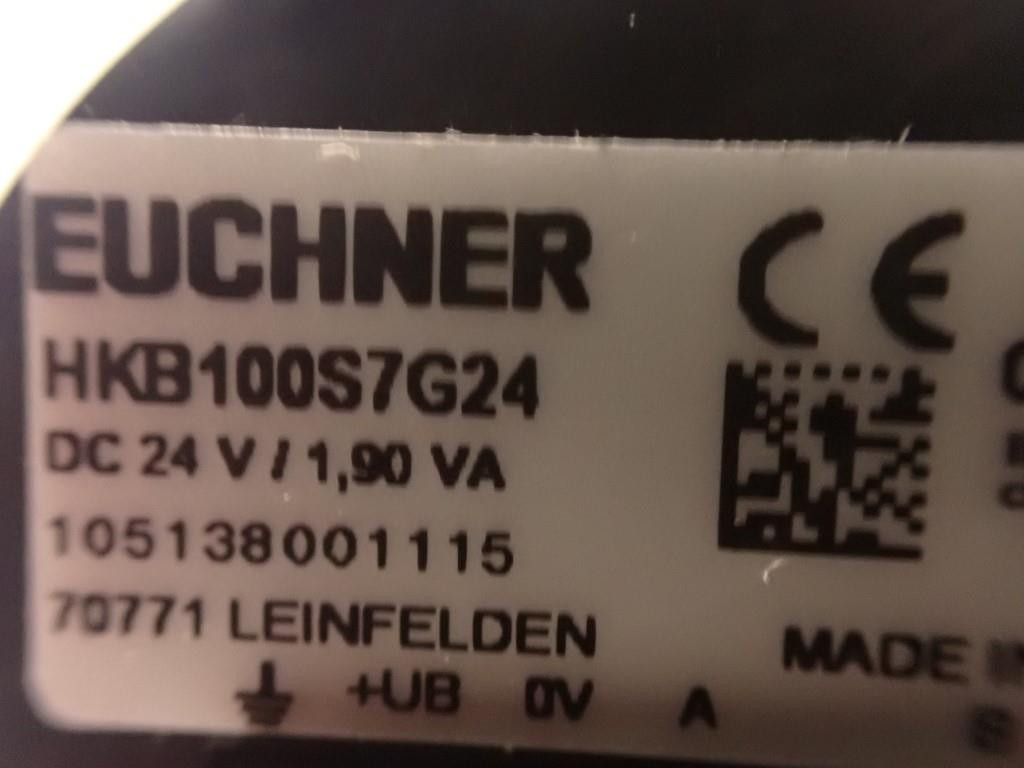 EUCHNER
CE
HKB100S7G24
DC 24 V / 1,90 VA
105138001115
70771 LEINFELDEN
MADE
+UB 0V A